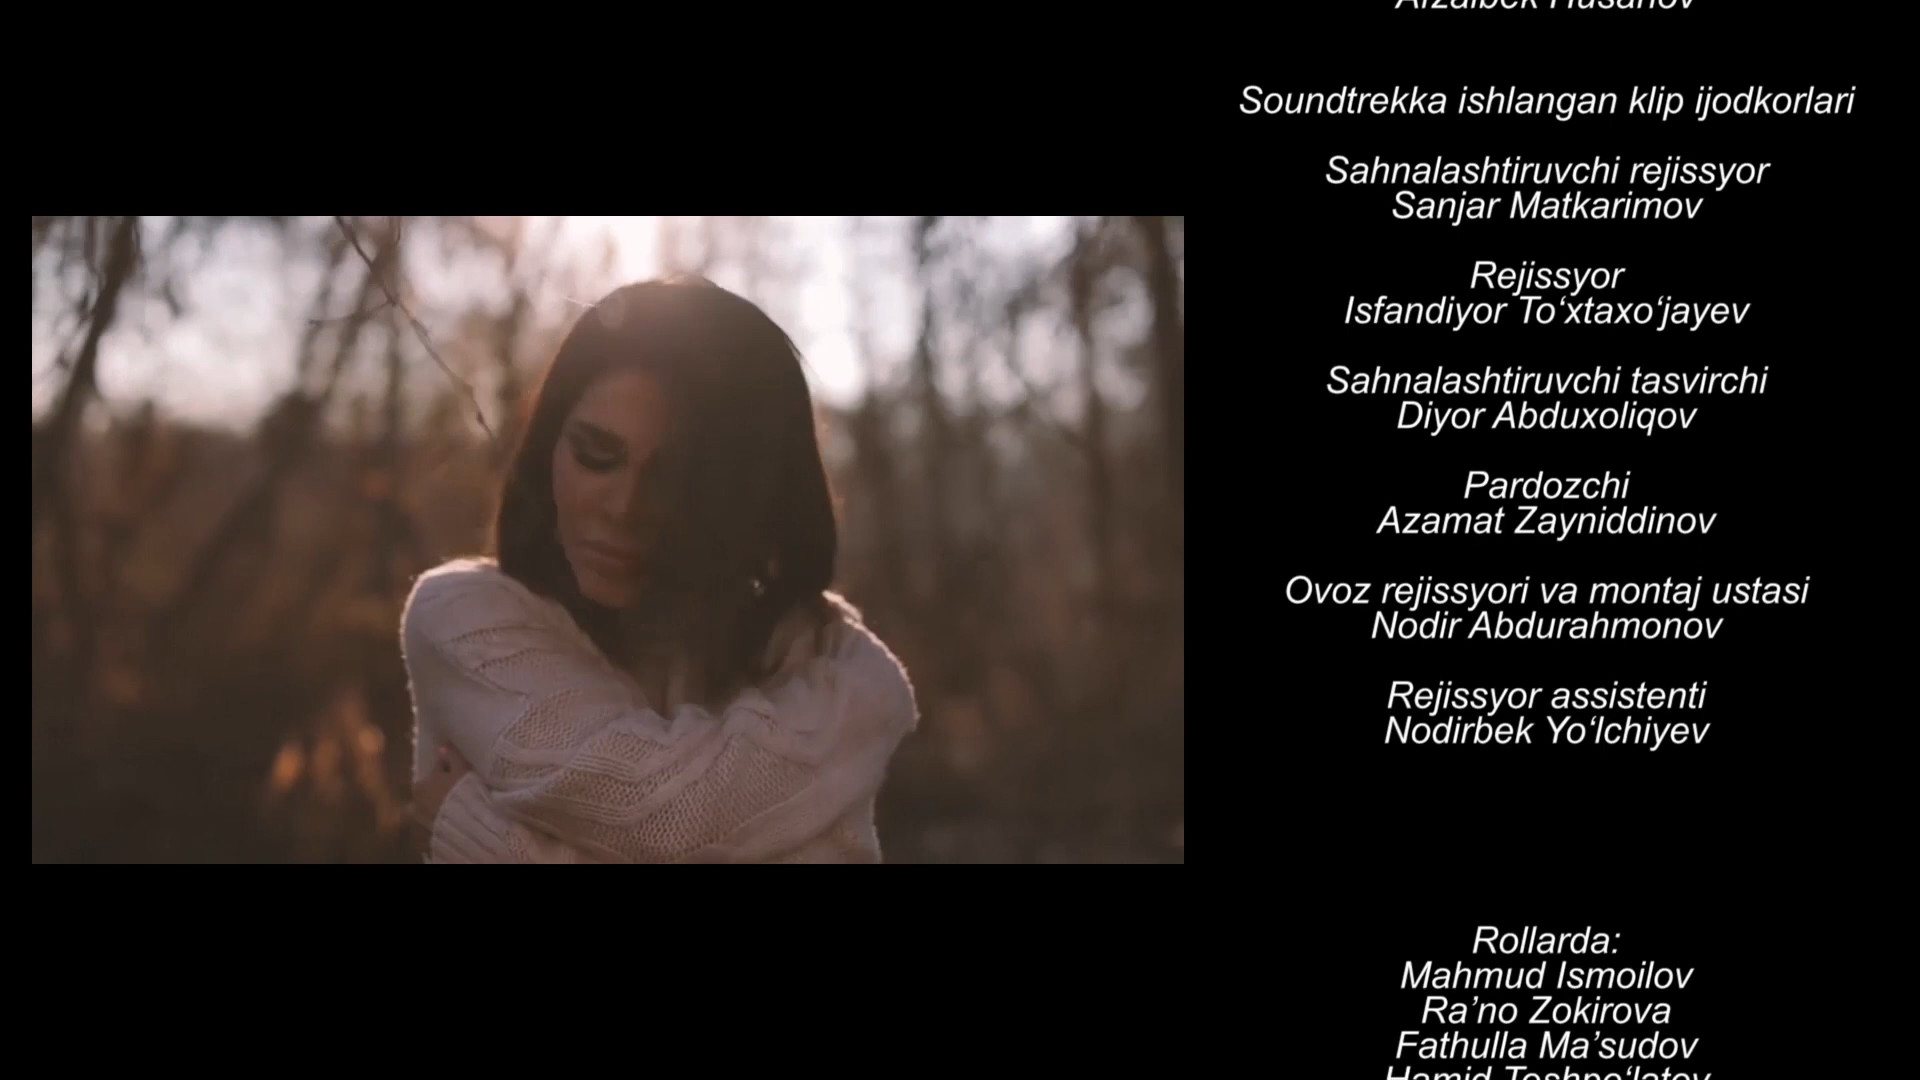 Soundtrekka ishlangan klip ijodkorlari
Sahnalashtiruvchi rejissyor
Sanjar Matkarimov
Rejissyor
Isfandiyor To‘xtaxo‘jayev
Sahnalashtiruvchi tasvirchi
Diyor Abduxoliqov
Pardozchi
Azamat Zayniddinov
Ovoz rejissyori va montaj ustasi
Nodir Abdurahmonov
Rejissyor assistenti
Nodirbek Yo‘lchiyev
Rollarda:
Mahmud Ismoilov
Ra’no Zokirova
Fathulla Ma’sudov